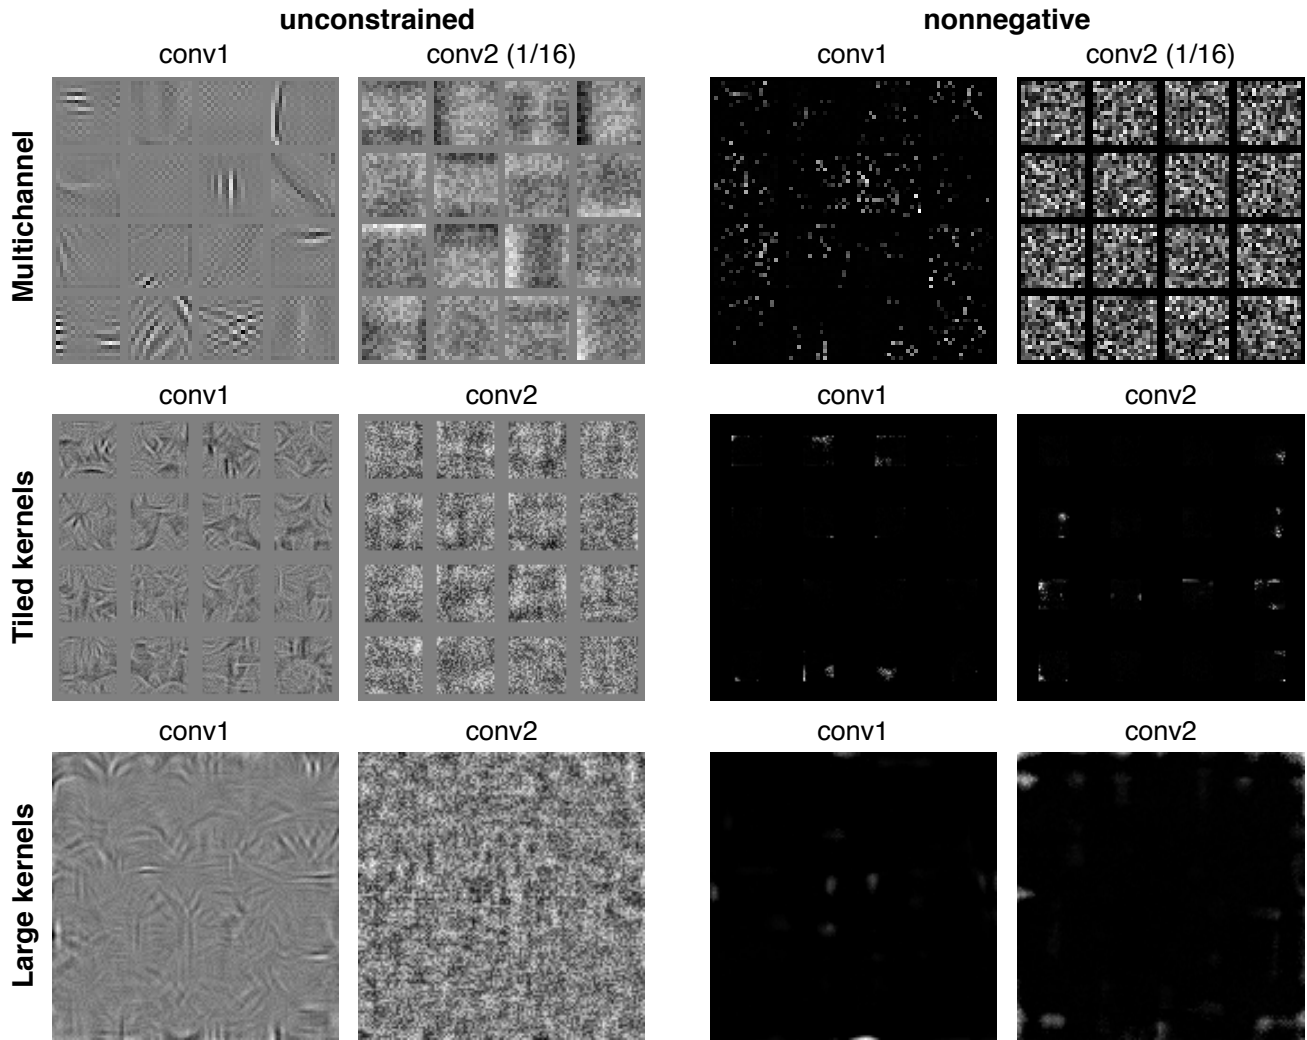 unconstrained
nonnegative
conv1
conv2 (1/16)
conv1
conv2 (1/16)
Multichannel
conv1
conv2
conv1
conv2
Tiled kernels
conv1
conv2
conv1
conv2
Large kernels